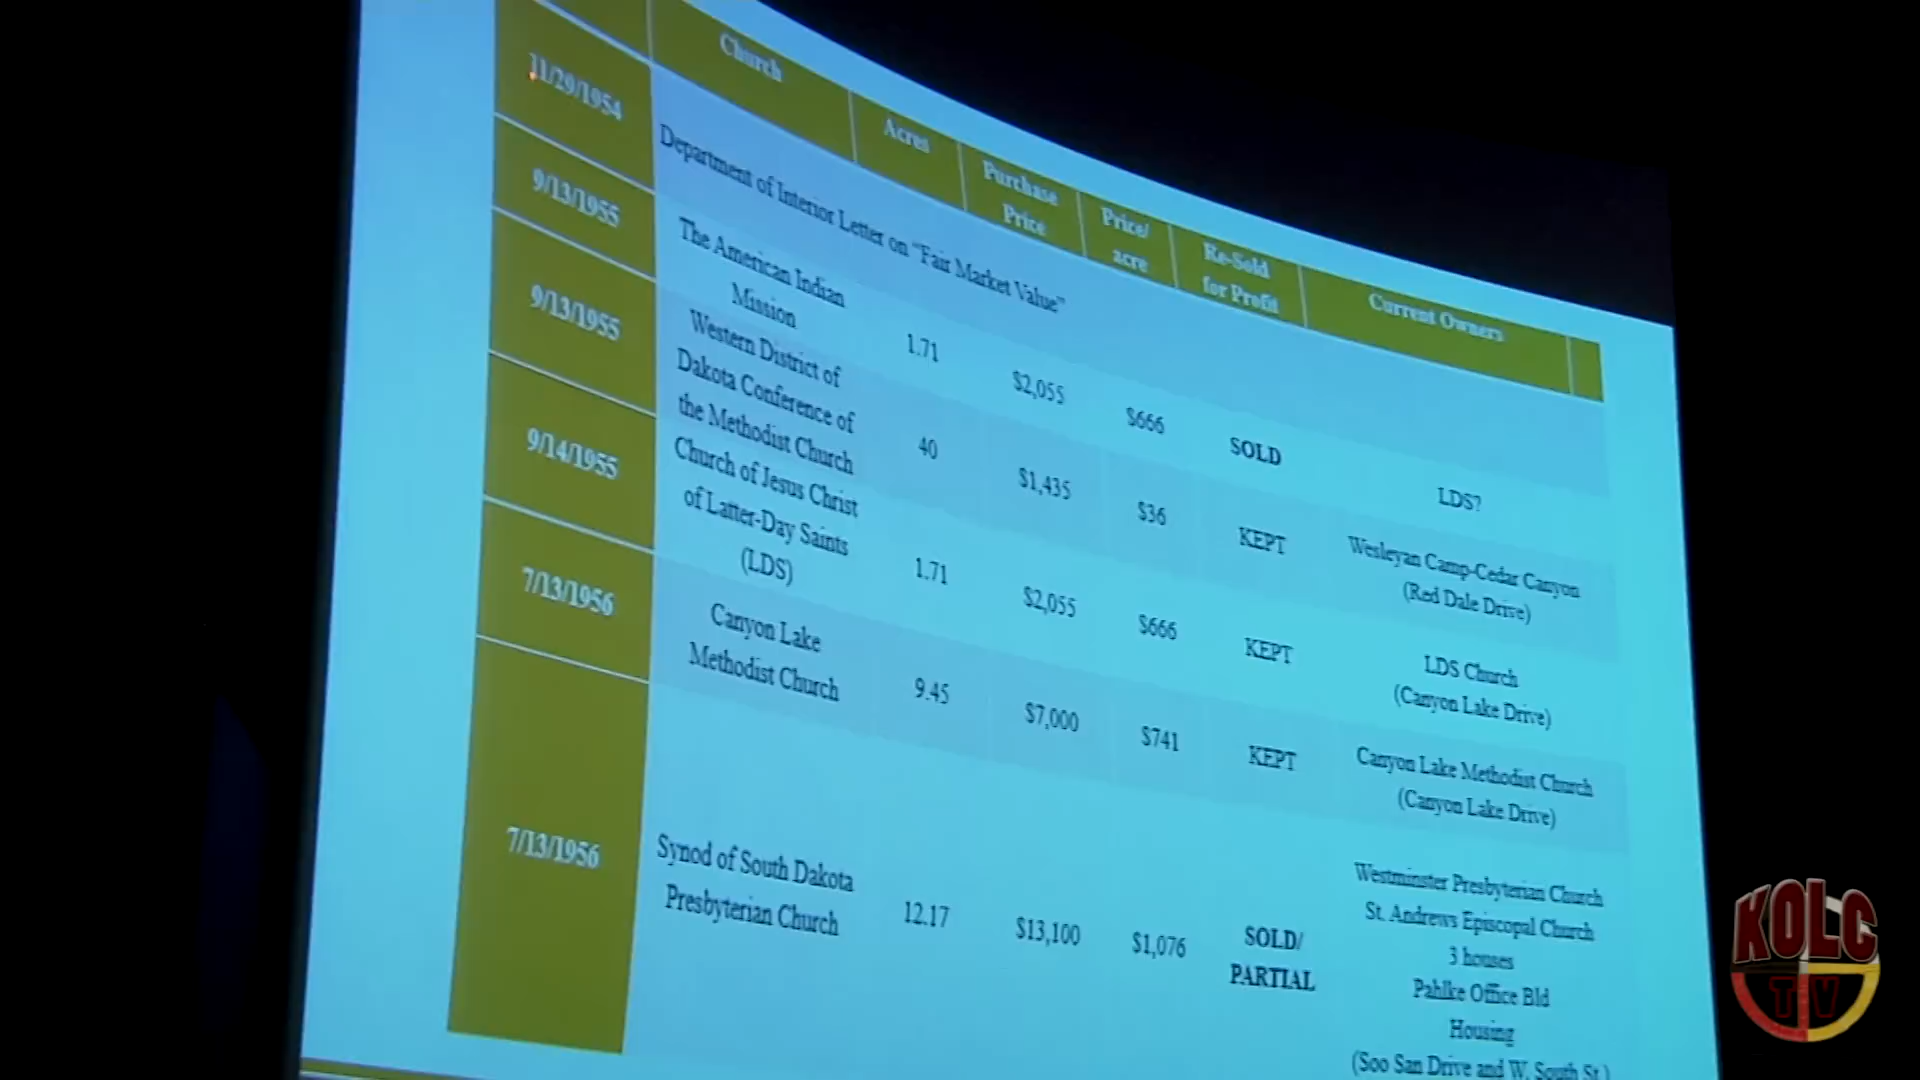 Church
Acres
Purchase
Price
Price/
acre
Re-Sold
for Profit
Current Owners
11/29/1954
Department of Interior Letter on “Fair Market Value”
9/13/1955
The American Indian
Mission
1.71
$2,055
$666
SOLD
LDS?
9/13/1955
Western District of
Dakota Conference of
the Methodist Church
40
$1,435
$36
KEPT
Wesleyan Camp-Cedar Canyon
(Red Dale Drive)
9/14/1955
Church of Jesus Christ
of Latter-Day Saints
(LDS)
1.71
$2,055
$666
KEPT
LDS Church
(Canyon Lake Drive)
7/13/1956
Canyon Lake
Methodist Church
9.45
$7,000
$741
KEPT
Canyon Lake Methodist Church
(Canyon Lake Drive)
7/13/1956
Synod of South Dakota
Presbyterian Church
12.17
$13,100
$1,076
SOLD/
PARTIAL
Westminster Presbyterian Church
St. Andrews Episcopal Church
3 houses
Pahlke Office Bld
Housing
(Soo San Drive and W. South St.)
KOLC
TV